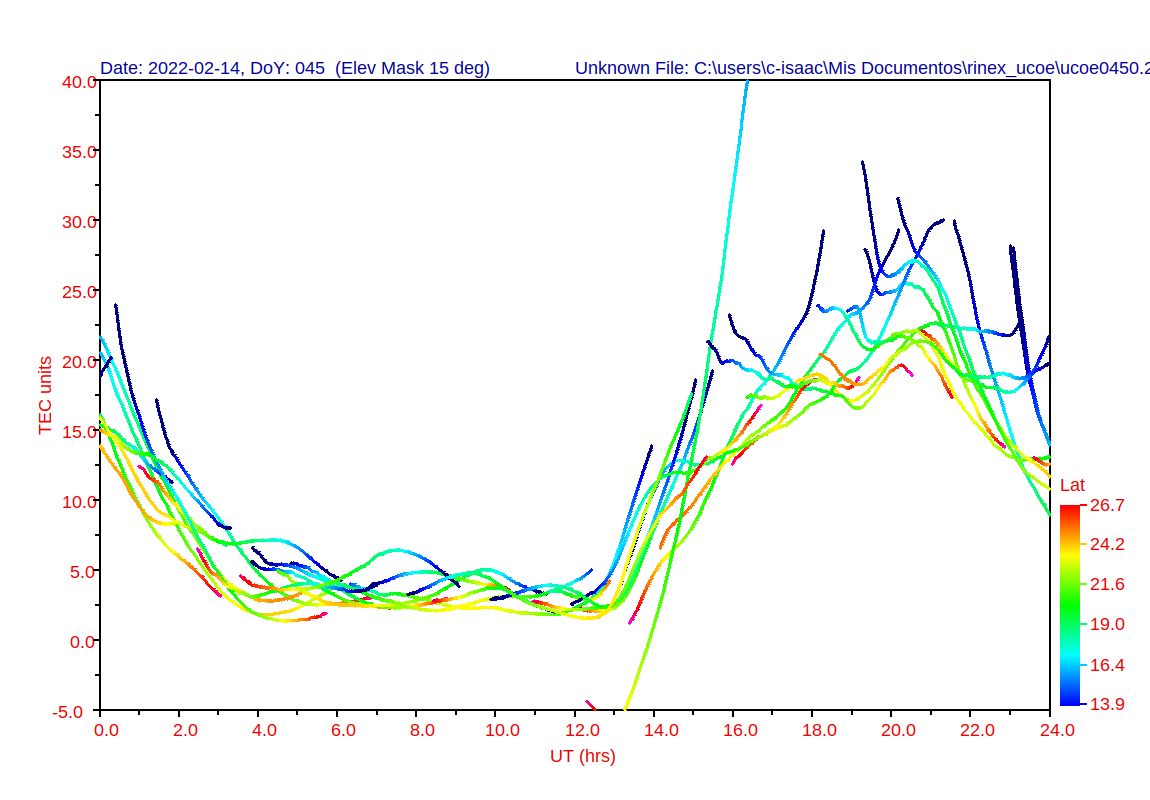 Date: 2022-02-14, DoY: 045  (Elev Mask 15 deg)
Unknown File: C:\users\c-isaac\Mis Documentos\rinex_ucoe\ucoe0450.2
40.0
35.0
30.0
25.0
20.0
15.0
10.0
5.0
0.0
-5.0
TEC units
0.0 2.0 4.0 6.0 8.0 10.0 12.0 14.0 16.0 18.0 20.0 22.0 24.0
UT (hrs)
Lat
26.7
24.2
21.6
19.0
16.4
13.9